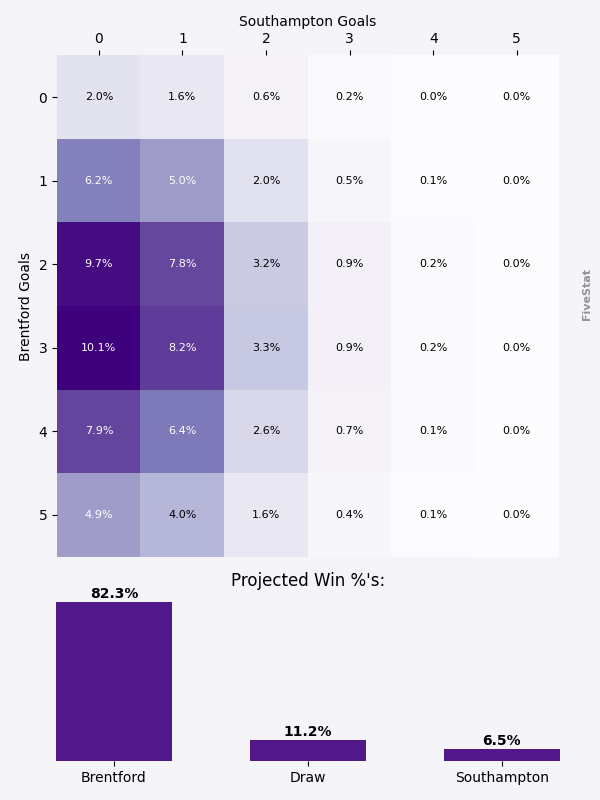 Southampton Goals
0 1 2 3 4 5
0 2.0% 1.6% 0.6% 0.2% 0.0% 0.0%
1 6.2% 5.0% 2.0% 0.5% 0.1% 0.0%
2 9.7% 7.8% 3.2% 0.9% 0.2% 0.0%
3 10.1% 8.2% 3.3% 0.9% 0.2% 0.0%
4 7.9% 6.4% 2.6% 0.7% 0.1% 0.0%
5 4.9% 4.0% 1.6% 0.4% 0.1% 0.0%
Brentford Goals
FiveStat
Projected Win %'s:
82.3% 11.2% 6.5%
Brentford Draw Southampton